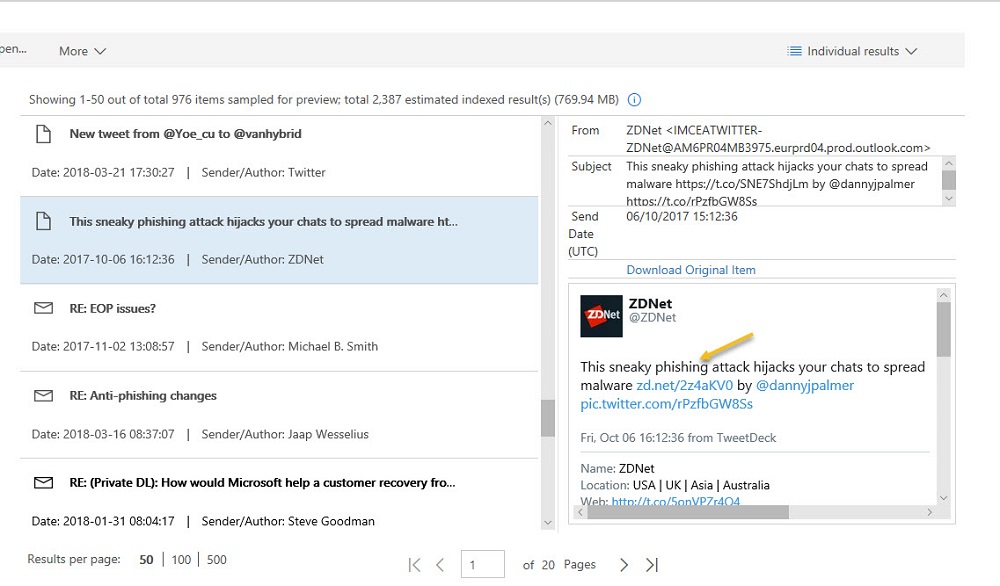 pen...
More
Individual results
Showing 1-50 out of total 976 items sampled for preview; total 2,387 estimated indexed result(s) (769.94 MB)
New tweet from @Yoe_cu to @vanhybrid
Date: 2018-03-21 17:30:27 | Sender/Author: Twitter
This sneaky phishing attack hijacks your chats to spread malware ht...
Date: 2017-10-06 16:12:36 | Sender/Author: ZDNet
RE: EOP issues?
Date: 2017-11-02 13:08:57 | Sender/Author: Michael B. Smith
RE: Anti-phishing changes
Date: 2018-03-16 08:37:07 | Sender/Author: Jaap Wesselius
RE: (Private DL): How would Microsoft help a customer recovery fro...
Date: 2018-01-31 08:04:17 | Sender/Author: Steve Goodman
From ZDNet <IMCEATWITTER-
ZDNet@AM6PR04MB3975.eurprd04.prod.outlook.com>
Subject This sneaky phishing attack hijacks your chats to spread
malware https://t.co/SNE7ShdjLm by @dannyjpalmer
https://t.co/rPzfbGW8Ss
Send 06/10/2017 15:12:36
Date
(UTC)
Download Original Item
ZDNet
ZDNet
@ZDNet
This sneaky phishing attack hijacks your chats to spread
malware zd.net/2z4aKV0 by @dannyjpalmer
pic.twitter.com/rPzfbGW8Ss
Fri, Oct 06 16:12:36 from TweetDeck
Name: ZDNet
Location: USA | UK | Asia | Australia
Web: http://t.co/5onVPZr4O4
Results per page: 50 | 100 | 500
1 of 20 Pages